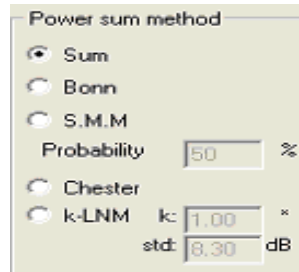 Power sum method
Sum
Bonn
S.M.M
Probability 50 %
Chester
k-LNM k: 1.00 *
std: 8.30 dB